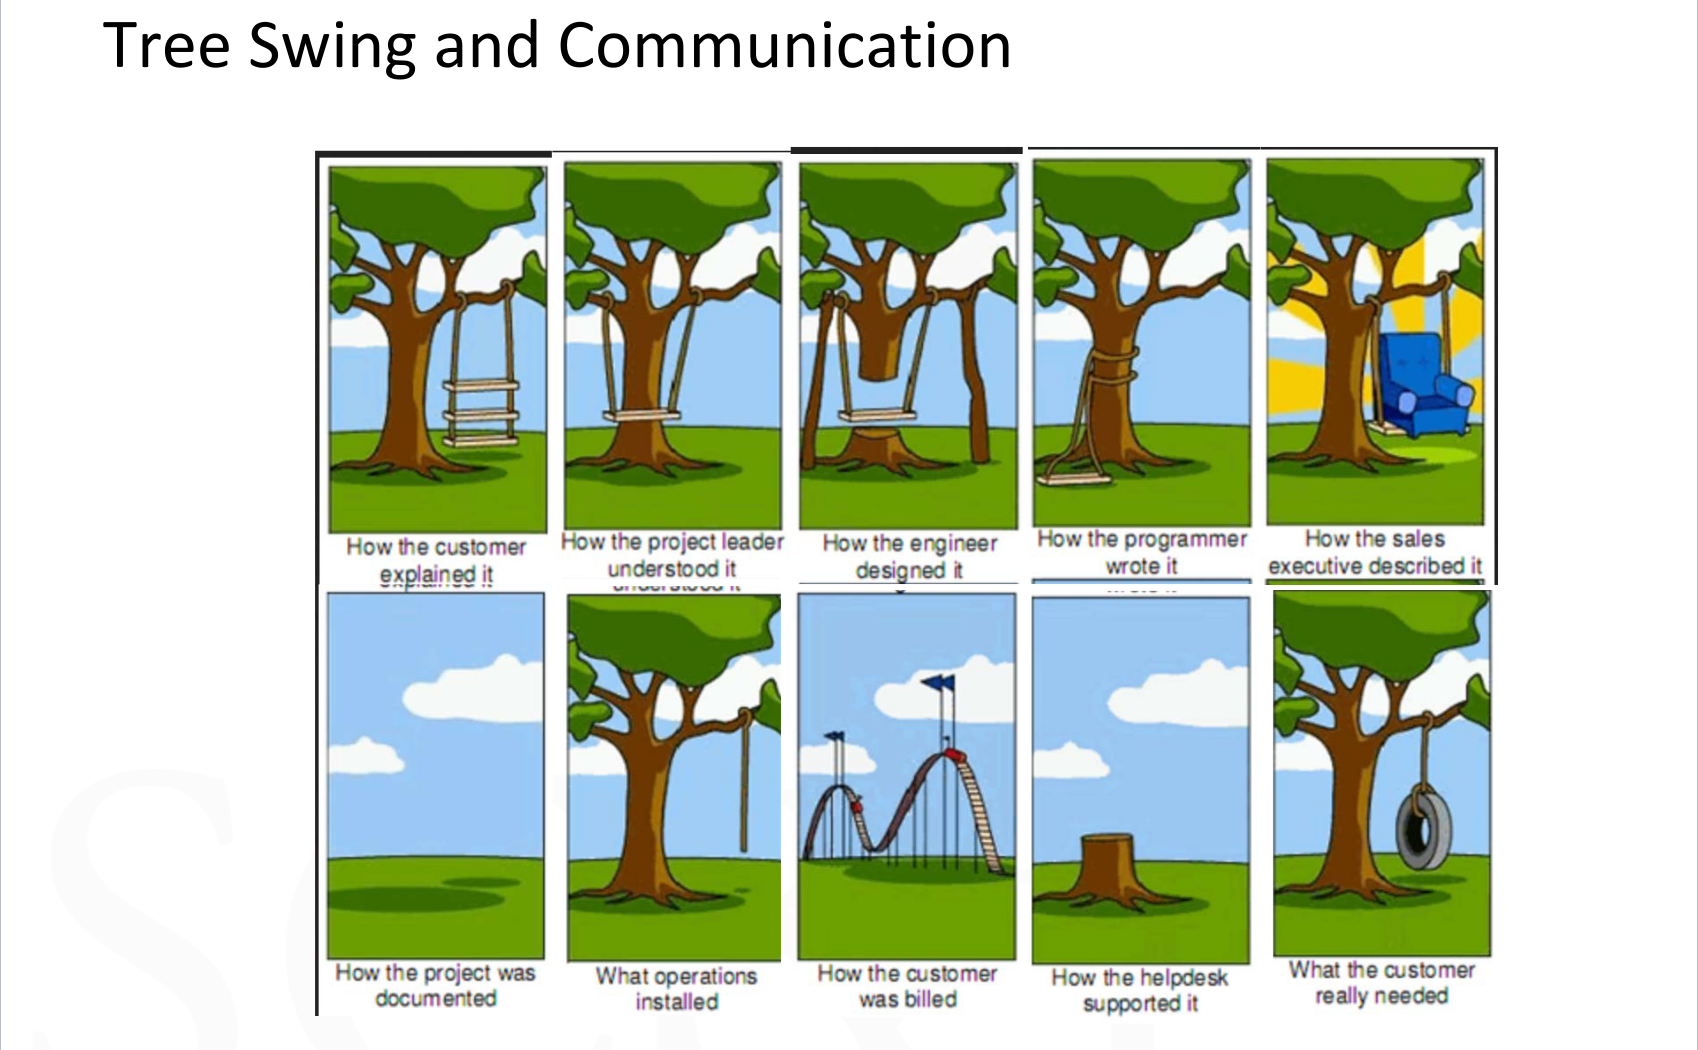 Tree Swing and Communication
How the customer
explained it
How the project leader
understood it
How the engineer
designed it
How the programmer
wrote it
How the sales
executive described it
How the project was
documented
What operations
installed
How the customer
was billed
How the helpdesk
supported it
What the customer
really needed